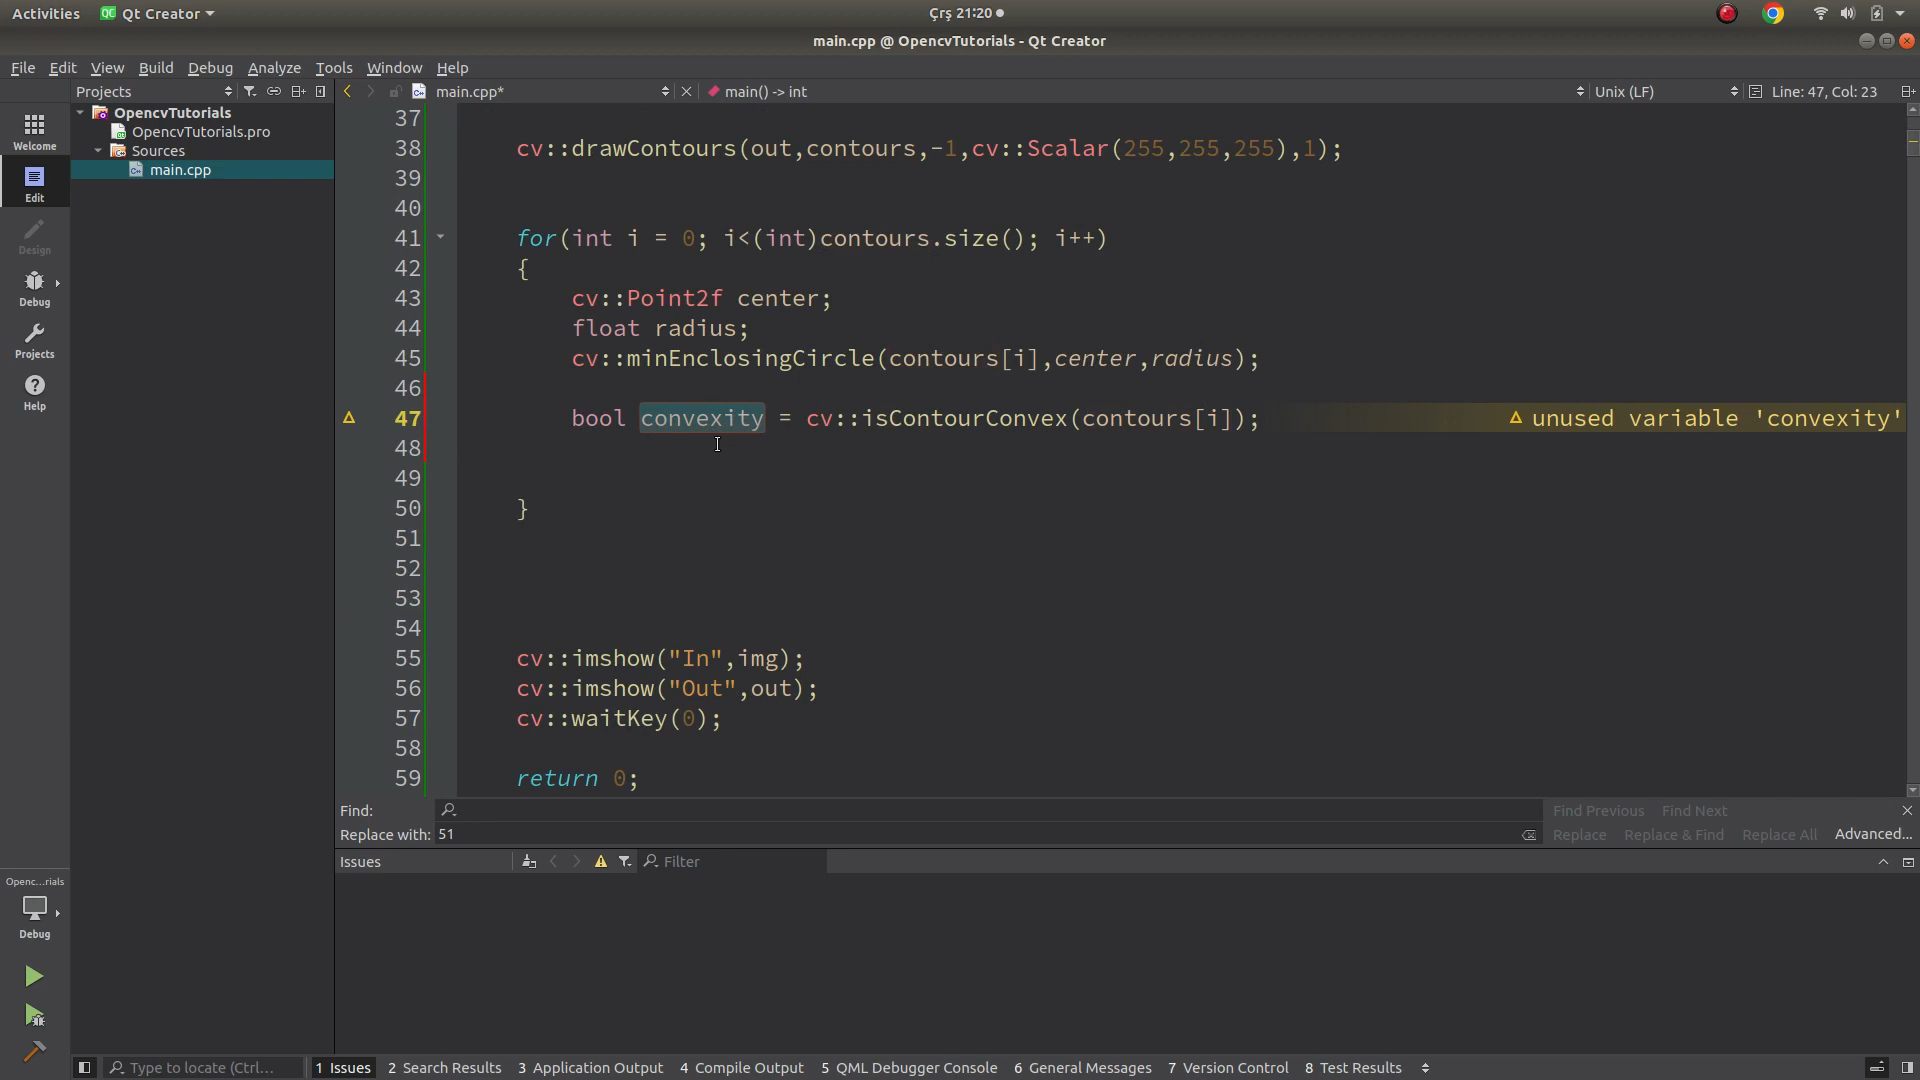 Activities Qt Creator Çrş 21:20
main.cpp @ OpencvTutorials - Qt Creator
File Edit View Build Debug Analyze Tools Window Help
Projects main.cpp* main() -> int Unix (LF) Line: 47, Col: 23
OpencvTutorials
OpencvTutorials.pro
Sources
main.cpp
Welcome
Edit
Design
Debug
Projects
Help
37
38 cv::drawContours(out,contours,-1,cv::Scalar(255,255,255),1);
39
40
41 for(int i = 0; i<(int)contours.size(); i++)
42 {
43 cv::Point2f center;
44 float radius;
45 cv::minEnclosingCircle(contours[i],center,radius);
46
47 bool convexity = cv::isContourConvex(contours[i]); unused variable 'convexity'
48
49
50 }
51
52
53
54
55 cv::imshow("In",img);
56 cv::imshow("Out",out);
57 cv::waitKey(0);
58
59 return 0;
Find: Find Previous Find Next
Replace with: 51 Replace Replace & Find Replace All Advanced...
Issues Filter
Openc...rials
Debug
Type to locate (Ctrl... 1 Issues 2 Search Results 3 Application Output 4 Compile Output 5 QML Debugger Console 6 General Messages 7 Version Control 8 Test Results